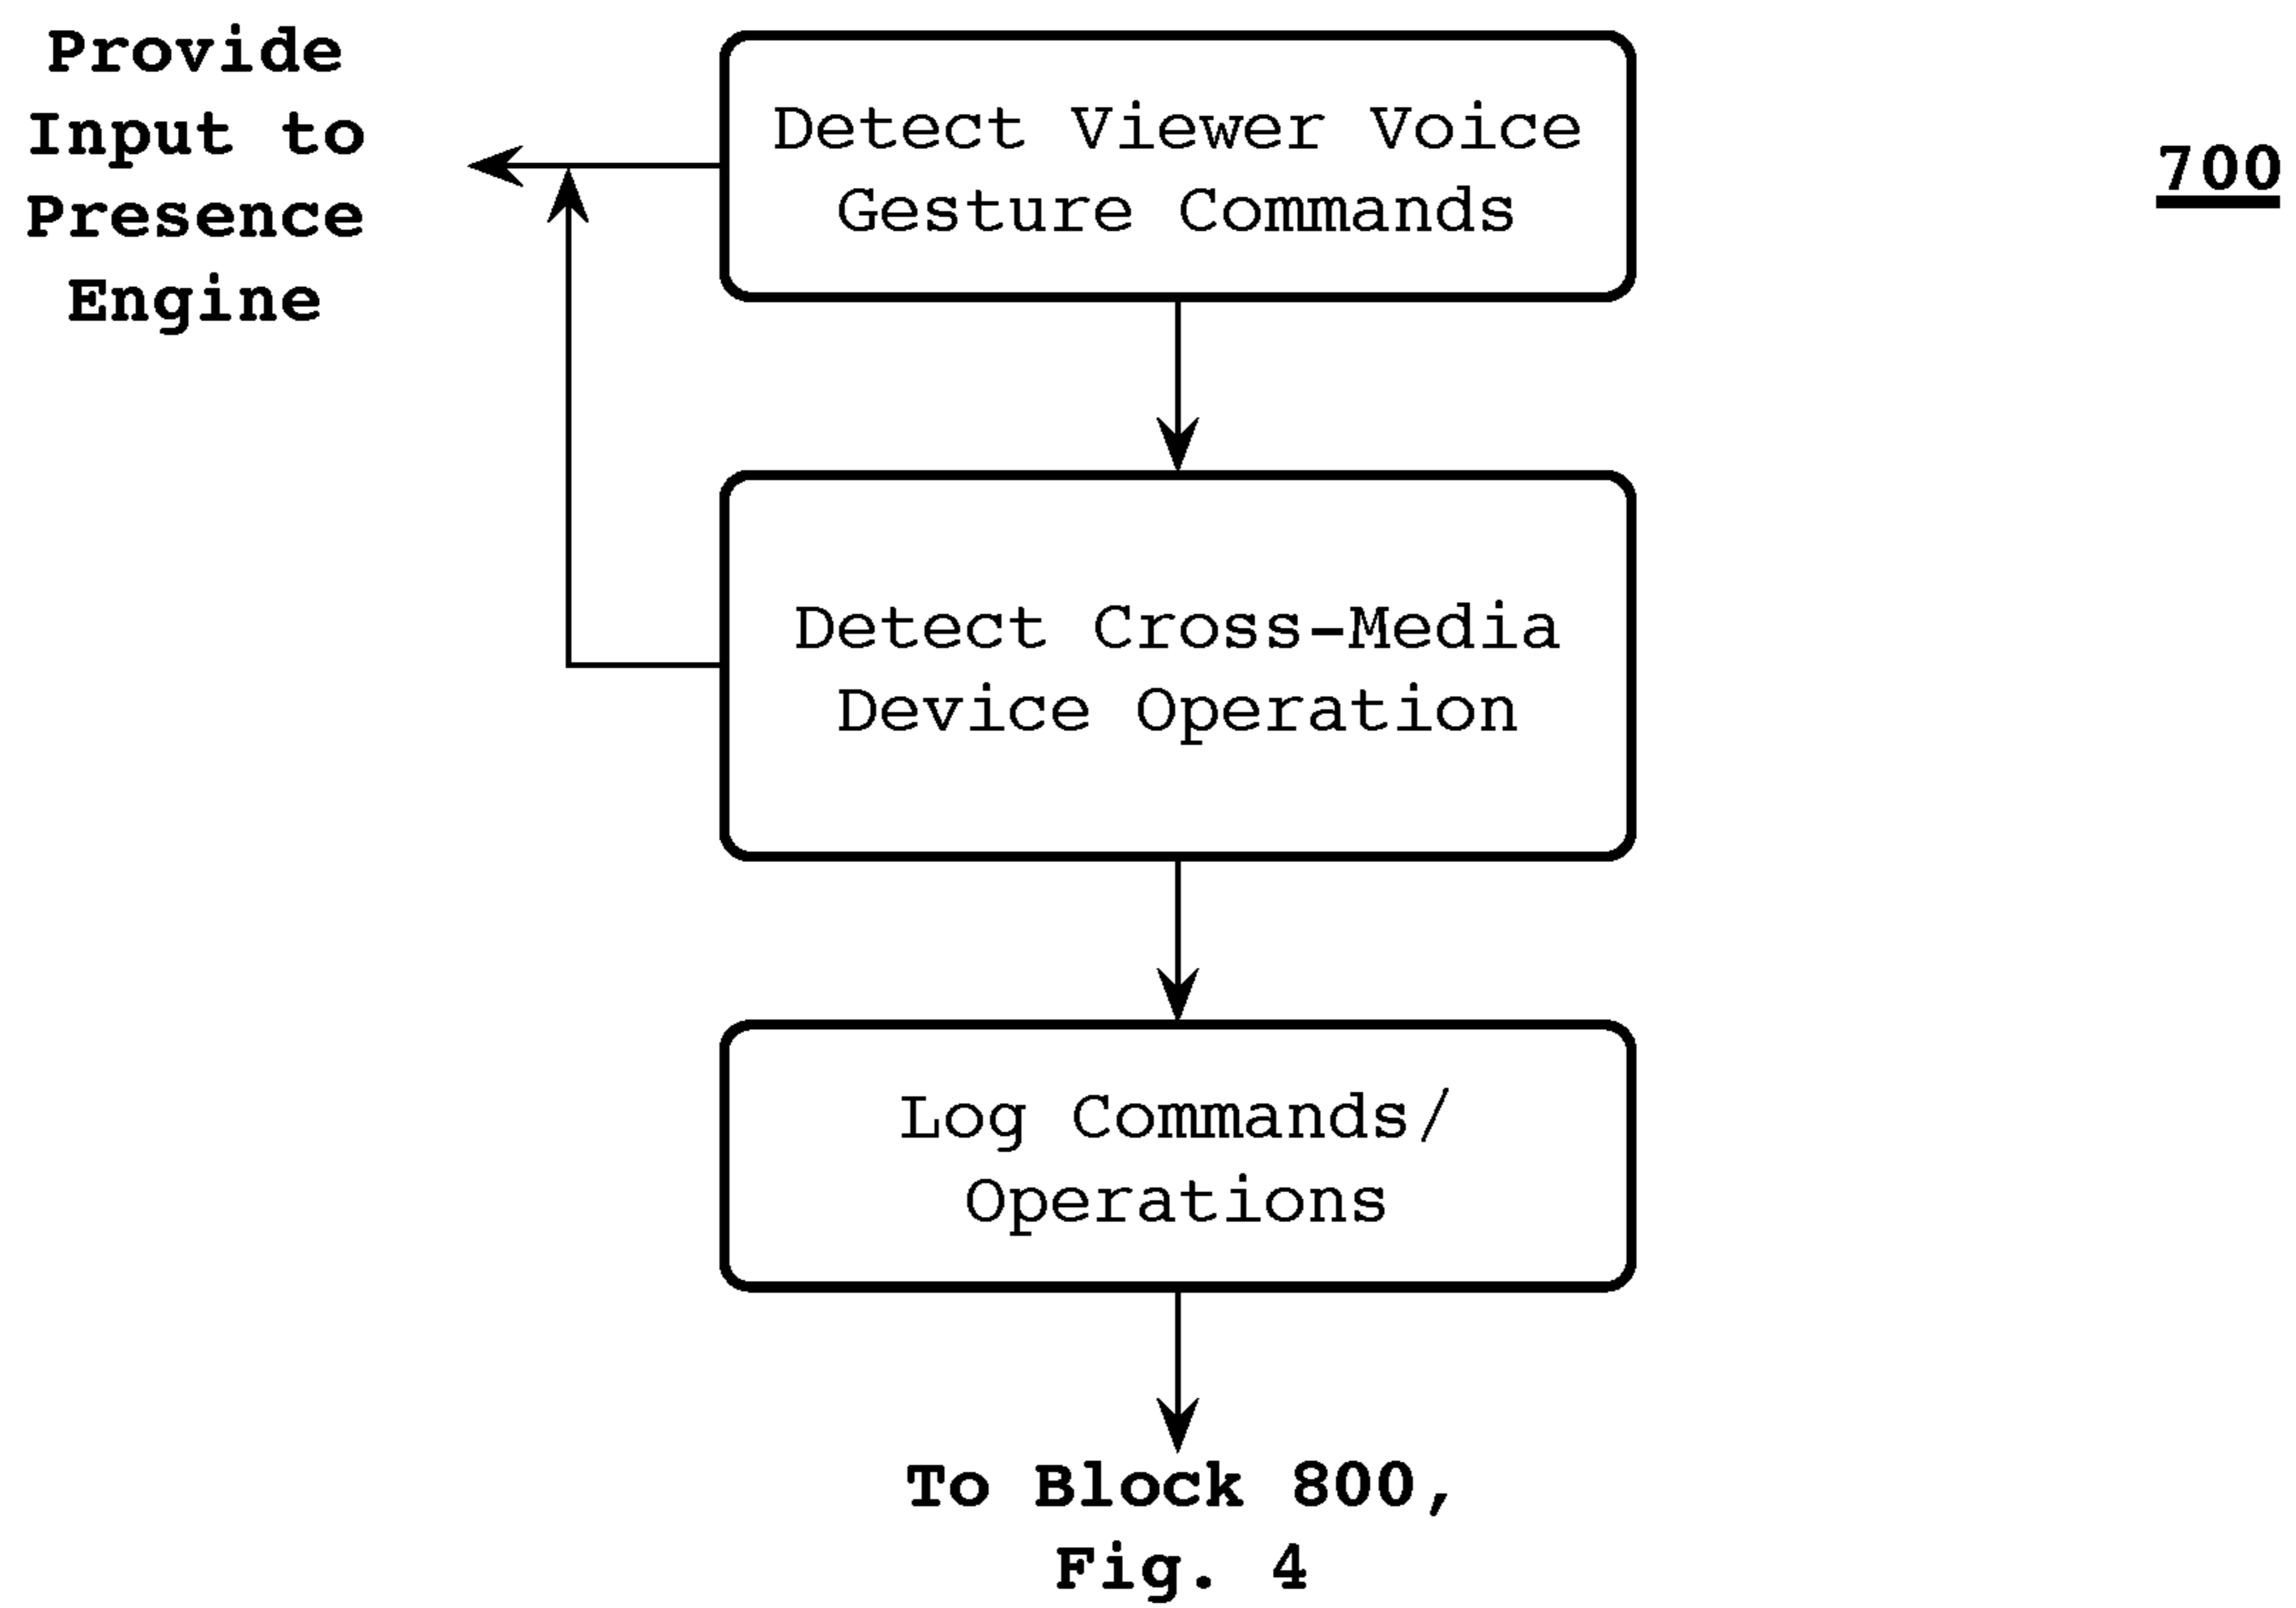 Provide
Input to
Presence
Engine
Detect Viewer Voice
Gesture Commands
700
Detect Cross-Media
Device Operation
Log Commands/
Operations
To Block 800,
Fig. 4